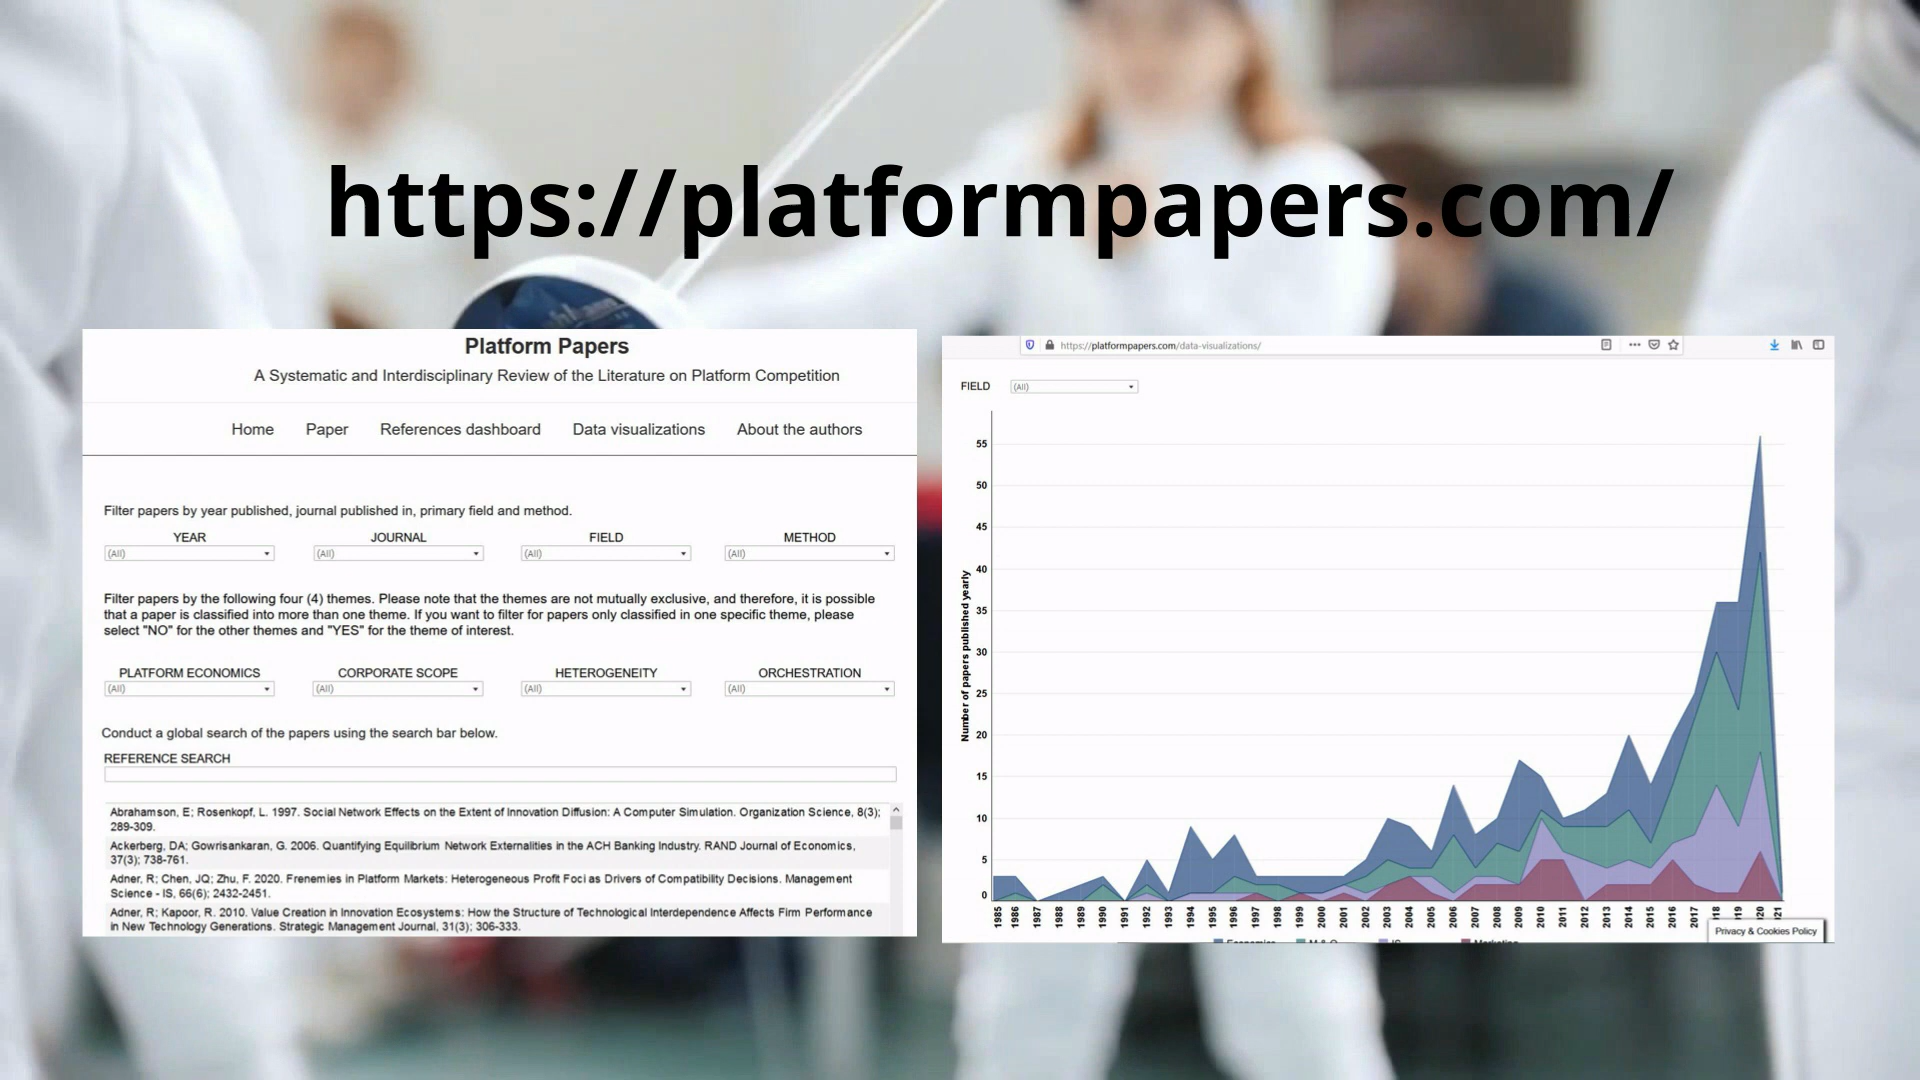 https://platformpapers.com/
Platform Papers
A Systematic and Interdisciplinary Review of the Literature on Platform Competition
Home Paper References dashboard Data visualizations About the authors
Filter papers by year published, journal published in, primary field and method.
YEAR JOURNAL FIELD METHOD
(All) (All) (All) (All)
Filter papers by the following four (4) themes. Please note that the themes are not mutually exclusive, and therefore, it is possible
that a paper is classified into more than one theme. If you want to filter for papers only classified in one specific theme, please
select "NO" for the other themes and "YES" for the theme of interest.
PLATFORM ECONOMICS CORPORATE SCOPE HETEROGENEITY ORCHESTRATION
(All) (All) (All) (All)
Conduct a global search of the papers using the search bar below.
REFERENCE SEARCH
Abrahamson, E; Rosenkopf, L. 1997. Social Network Effects on the Extent of Innovation Diffusion: A Computer Simulation. Organization Science, 8(3);
289-309.
Ackerberg, DA; Gowrisankaran, G. 2006. Quantifying Equilibrium Network Externalities in the ACH Banking Industry. RAND Journal of Economics,
37(3); 738-761.
Adner, R; Chen, JQ; Zhu, F. 2020. Frenemies in Platform Markets: Heterogeneous Profit Foci as Drivers of Compatibility Decisions. Management
Science - IS, 66(6); 2432-2451.
Adner, R; Kapoor, R. 2010. Value Creation in Innovation Ecosystems: How the Structure of Technological Interdependence Affects Firm Performance
in New Technology Generations. Strategic Management Journal, 31(3); 306-333.
https://platformpapers.com/data-visualizations/
FIELD (All)
Number of papers published yearly
55
50
45
40
35
30
25
20
15
10
5
0
1985 1986 1987 1988 1989 1990 1991 1992 1993 1994 1995 1996 1997 1998 1999 2000 2001 2002 2003 2004 2005 2006 2007 2008 2009 2010 2011 2012 2013 2014 2015 2016 2017 18 19 20 21
Privacy & Cookies Policy
Economics M & O IS Marketing